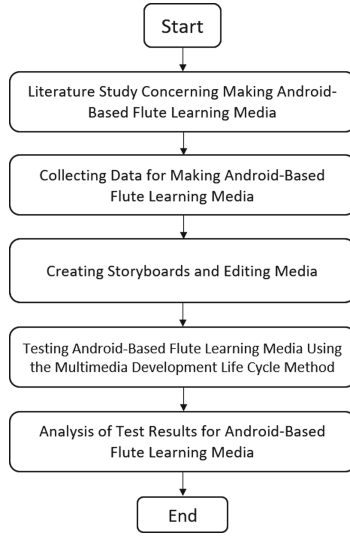 Start
Literature Study Concerning Making Android-
Based Flute Learning Media
Collecting Data for Making Android-Based
Flute Learning Media
Creating Storyboards and Editing Media
Testing Android-Based Flute Learning Media Using
the Multimedia Development Life Cycle Method
Analysis of Test Results for Android-Based
Flute Learning Media
End